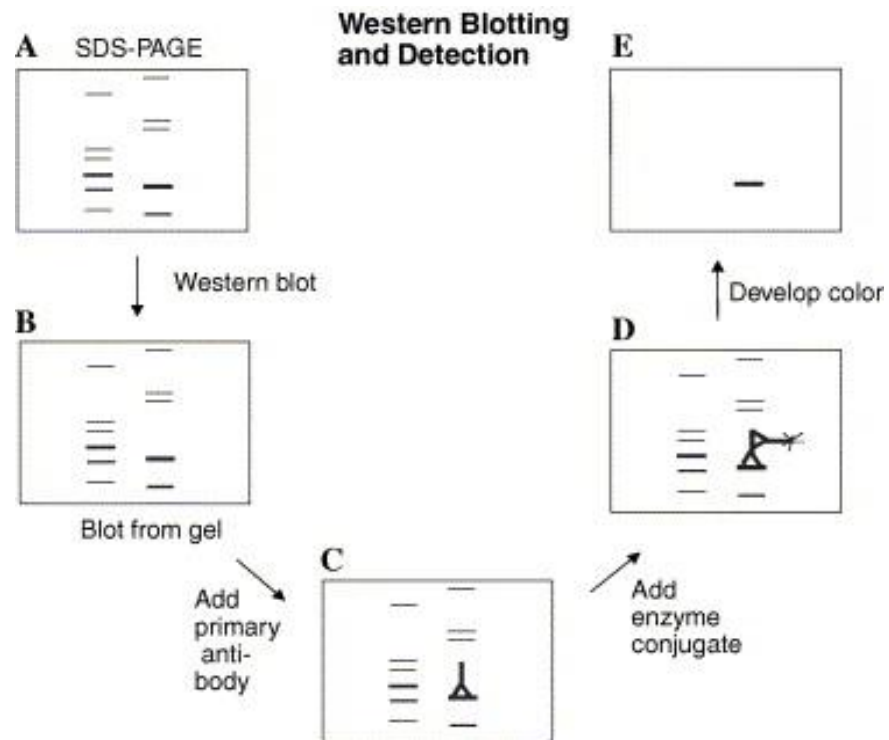 Western Blotting
and Detection
A
SDS-PAGE
Western blot
B
Blot from gel
Add
primary
anti-
body
C
Add
enzyme
conjugate
D
Develop color
E